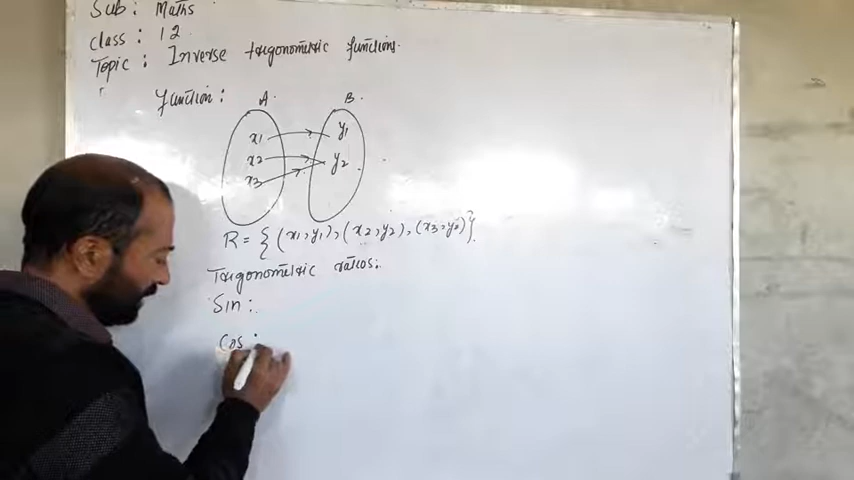 Sub: Maths
Class: 12
Topic: Inverse trigonometric functions.
function:
A B
x1 y1
x2 y2
x3
R = { (x1, y1), (x2, y2), (x3, y2) }
Trigonometric ratios:
Sin:
Cos: